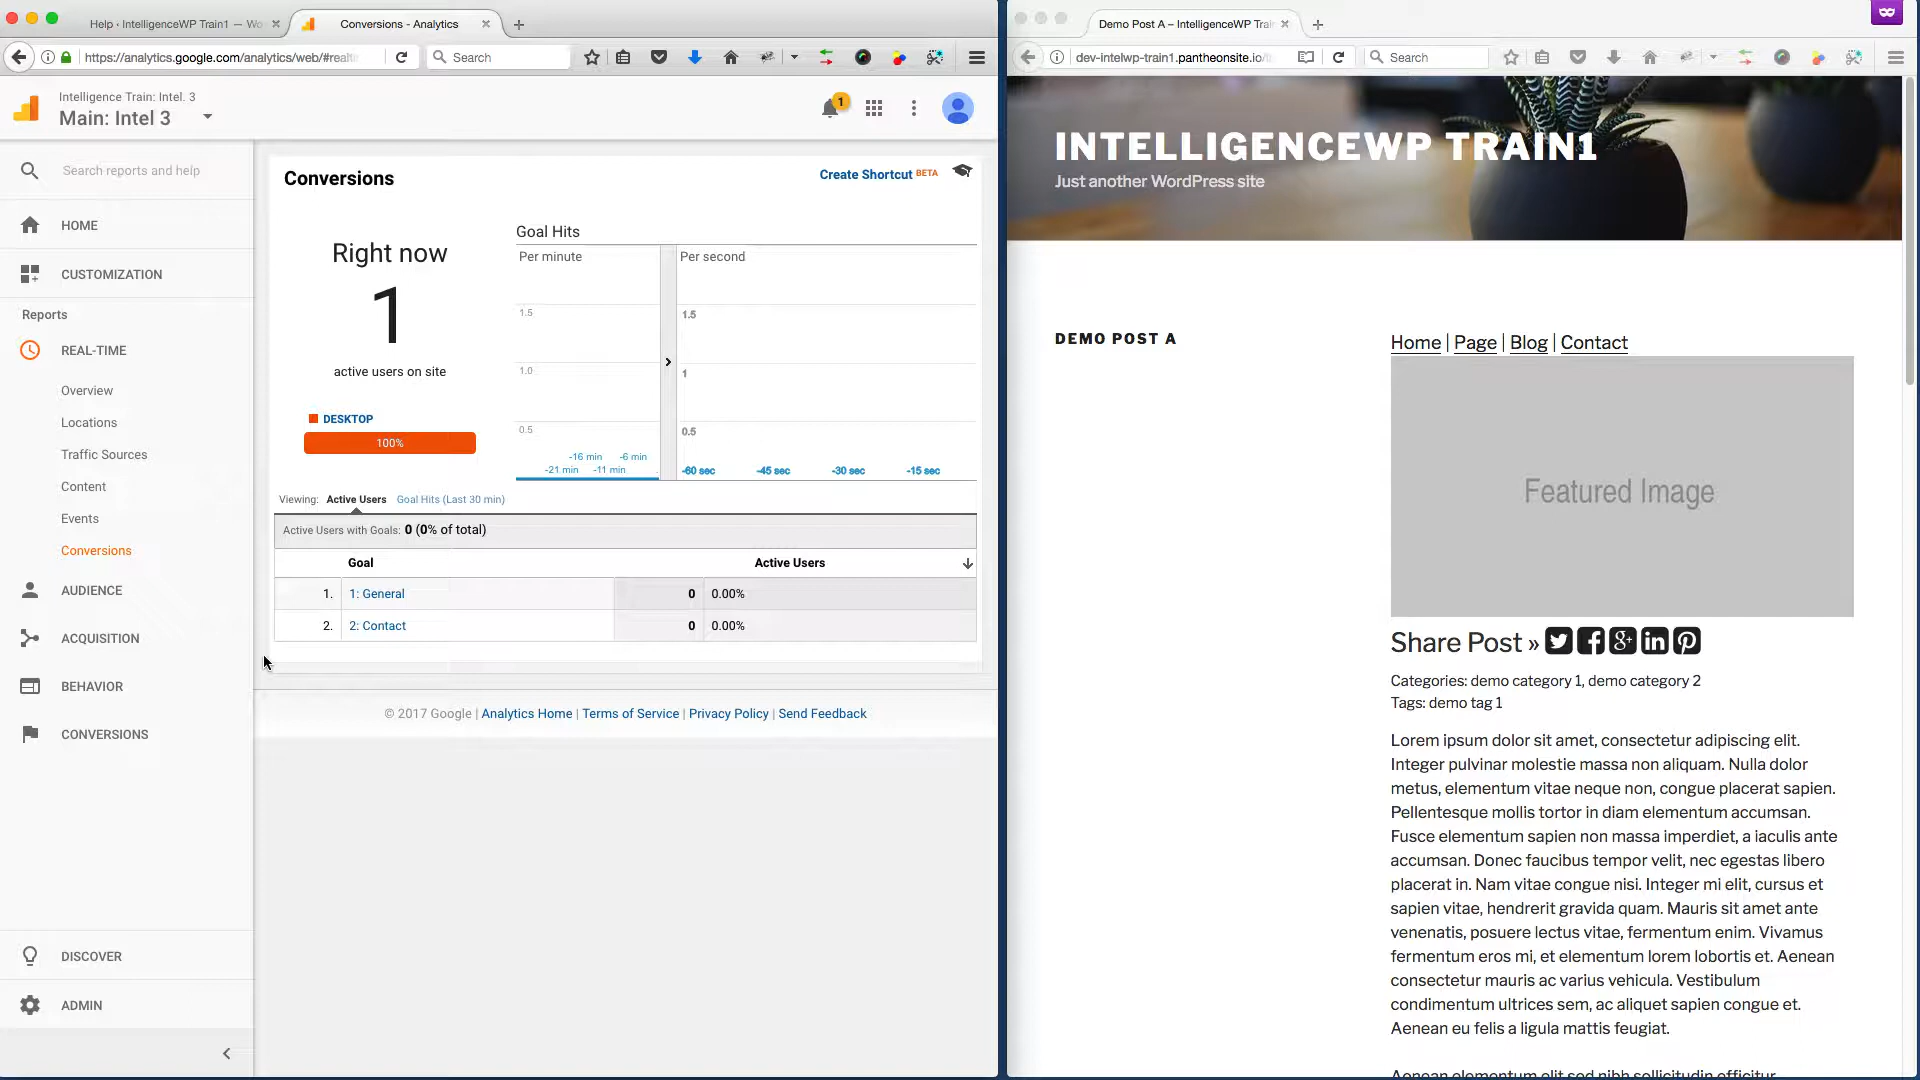 Help ‹ IntelligenceWP Train1 — Wo
Conversions - Analytics
https://analytics.google.com/analytics/web/#realti
Search
Intelligence Train: Intel. 3
Main: Intel 3
1
Search reports and help
HOME
CUSTOMIZATION
Reports
REAL-TIME
Overview
Locations
Traffic Sources
Content
Events
Conversions
AUDIENCE
ACQUISITION
BEHAVIOR
CONVERSIONS
DISCOVER
ADMIN
Conversions
Create Shortcut BETA
Right now
1
active users on site
DESKTOP
100%
Goal Hits
Per minute
Per second
1.5
1.0
0.5
-16 min -6 min
-21 min -11 min
1.5
1
0.5
-60 sec -45 sec -30 sec -15 sec
Viewing: Active Users Goal Hits (Last 30 min)
Active Users with Goals: 0 (0% of total)
Goal Active Users
1. 1: General 0 0.00%
2. 2: Contact 0 0.00%
© 2017 Google | Analytics Home | Terms of Service | Privacy Policy | Send Feedback
Demo Post A – IntelligenceWP Trai
dev-intelwp-train1.pantheonsite.io/
Search
INTELLIGENCEWP TRAIN1
Just another WordPress site
DEMO POST A
Home | Page | Blog | Contact
Featured Image
Share Post »
Categories: demo category 1, demo category 2
Tags: demo tag 1
Lorem ipsum dolor sit amet, consectetur adipiscing elit.
Integer pulvinar molestie massa non aliquam. Nulla dolor
metus, elementum vitae neque non, congue placerat sapien.
Pellentesque mollis tortor in diam elementum accumsan.
Fusce elementum sapien non massa imperdiet, a iaculis ante
accumsan. Donec faucibus tempor velit, nec egestas libero
placerat in. Nam vitae congue nisi. Integer mi elit, cursus et
sapien vitae, hendrerit gravida quam. Mauris sit amet ante
venenatis, posuere lectus vitae, fermentum enim. Vivamus
fermentum eros mi, et elementum lorem lobortis et. Aenean
consectetur mauris ac varius vehicula. Vestibulum
condimentum ultrices sem, ac aliquet sapien congue et.
Aenean eu felis a ligula mattis feugiat.
Aenean elementum elit sed nibh sollicitudin efficitur